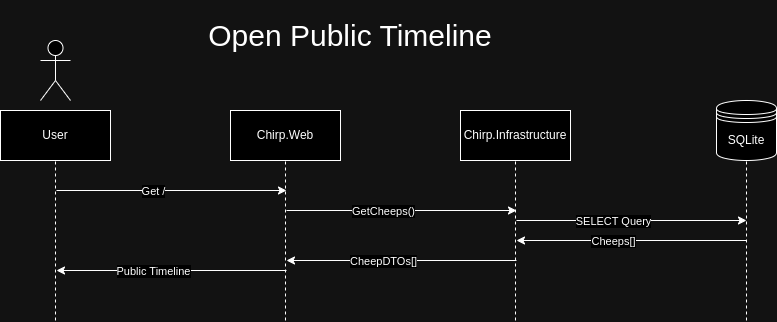 Open Public Timeline
User
Chirp.Web
Chirp.Infrastructure
SQLite
Get /
GetCheeps()
SELECT Query
Cheeps[]
CheepDTOs[]
Public Timeline